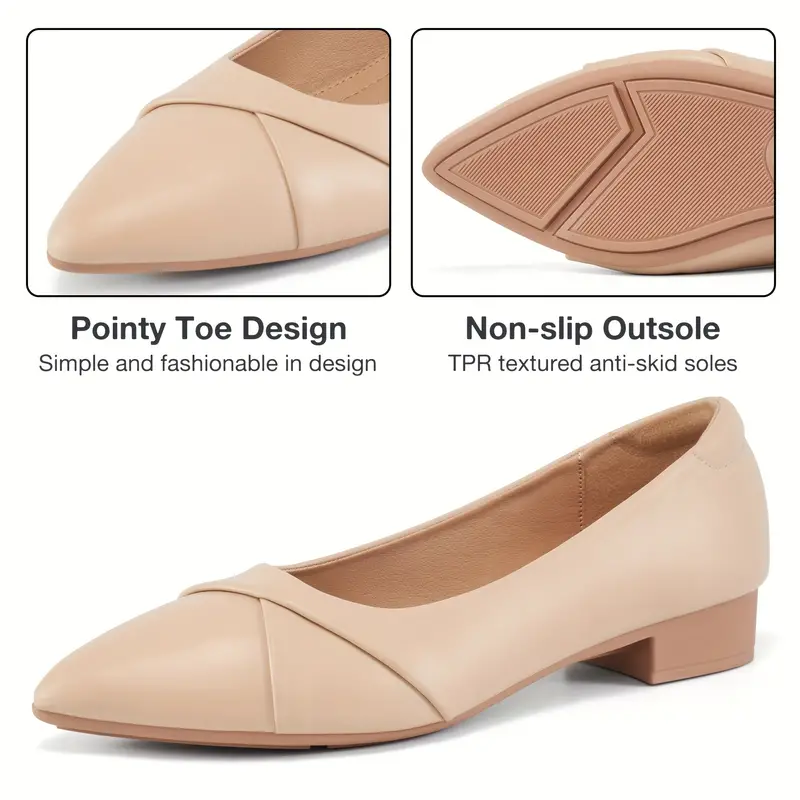 Pointy Toe Design
Simple and fashionable in design
Non-slip Outsole
TPR textured anti-skid soles